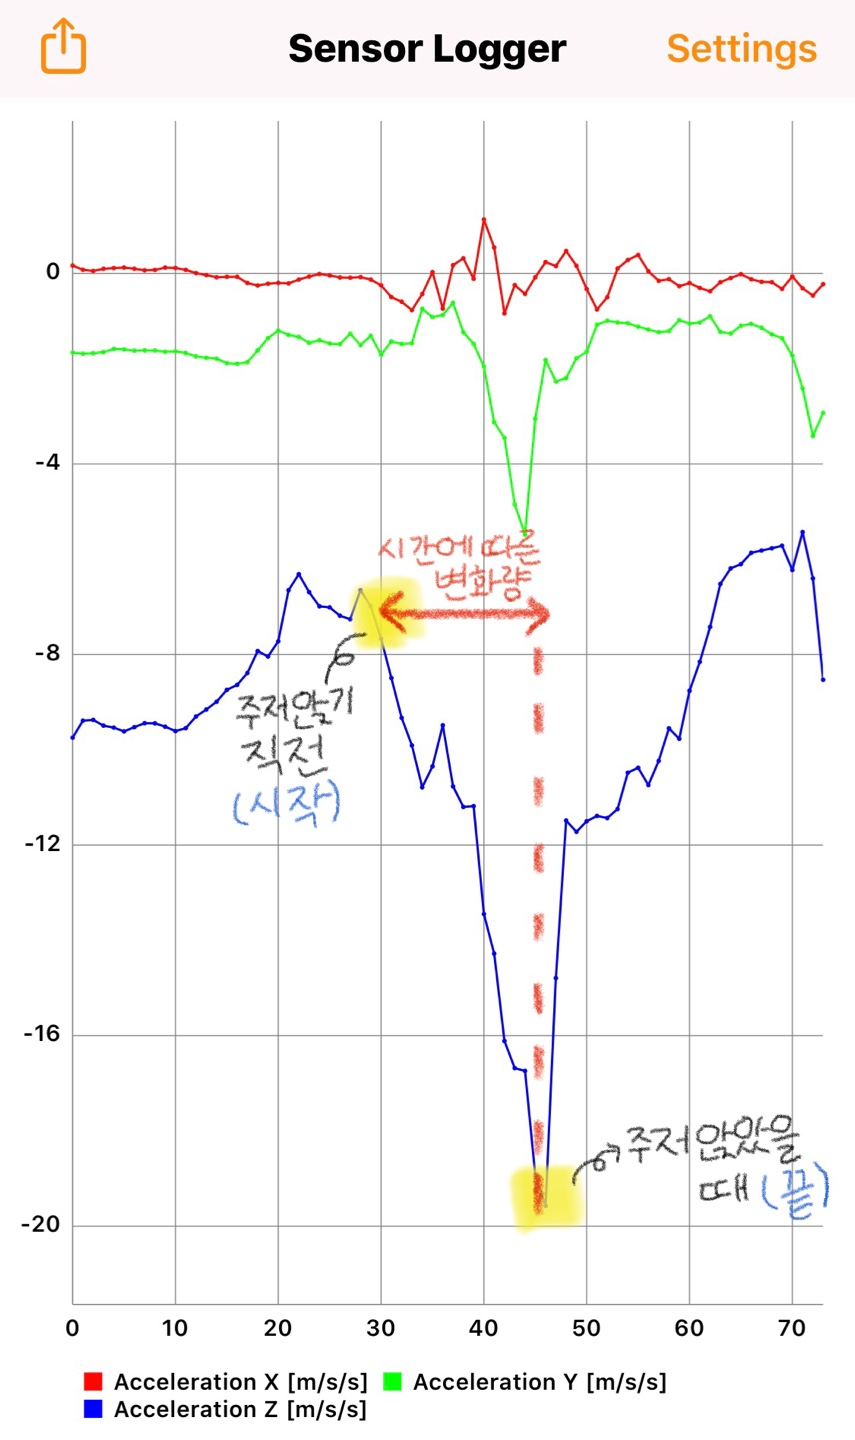 Sensor Logger
Settings
0
-4
-8
-12
-16
-20
시간에 따른
변화량
주저앉기
직전
(시작)
주저앉았을
때 (끝)
0 10 20 30 40 50 60 70
Acceleration X [m/s/s] Acceleration Y [m/s/s]
Acceleration Z [m/s/s]